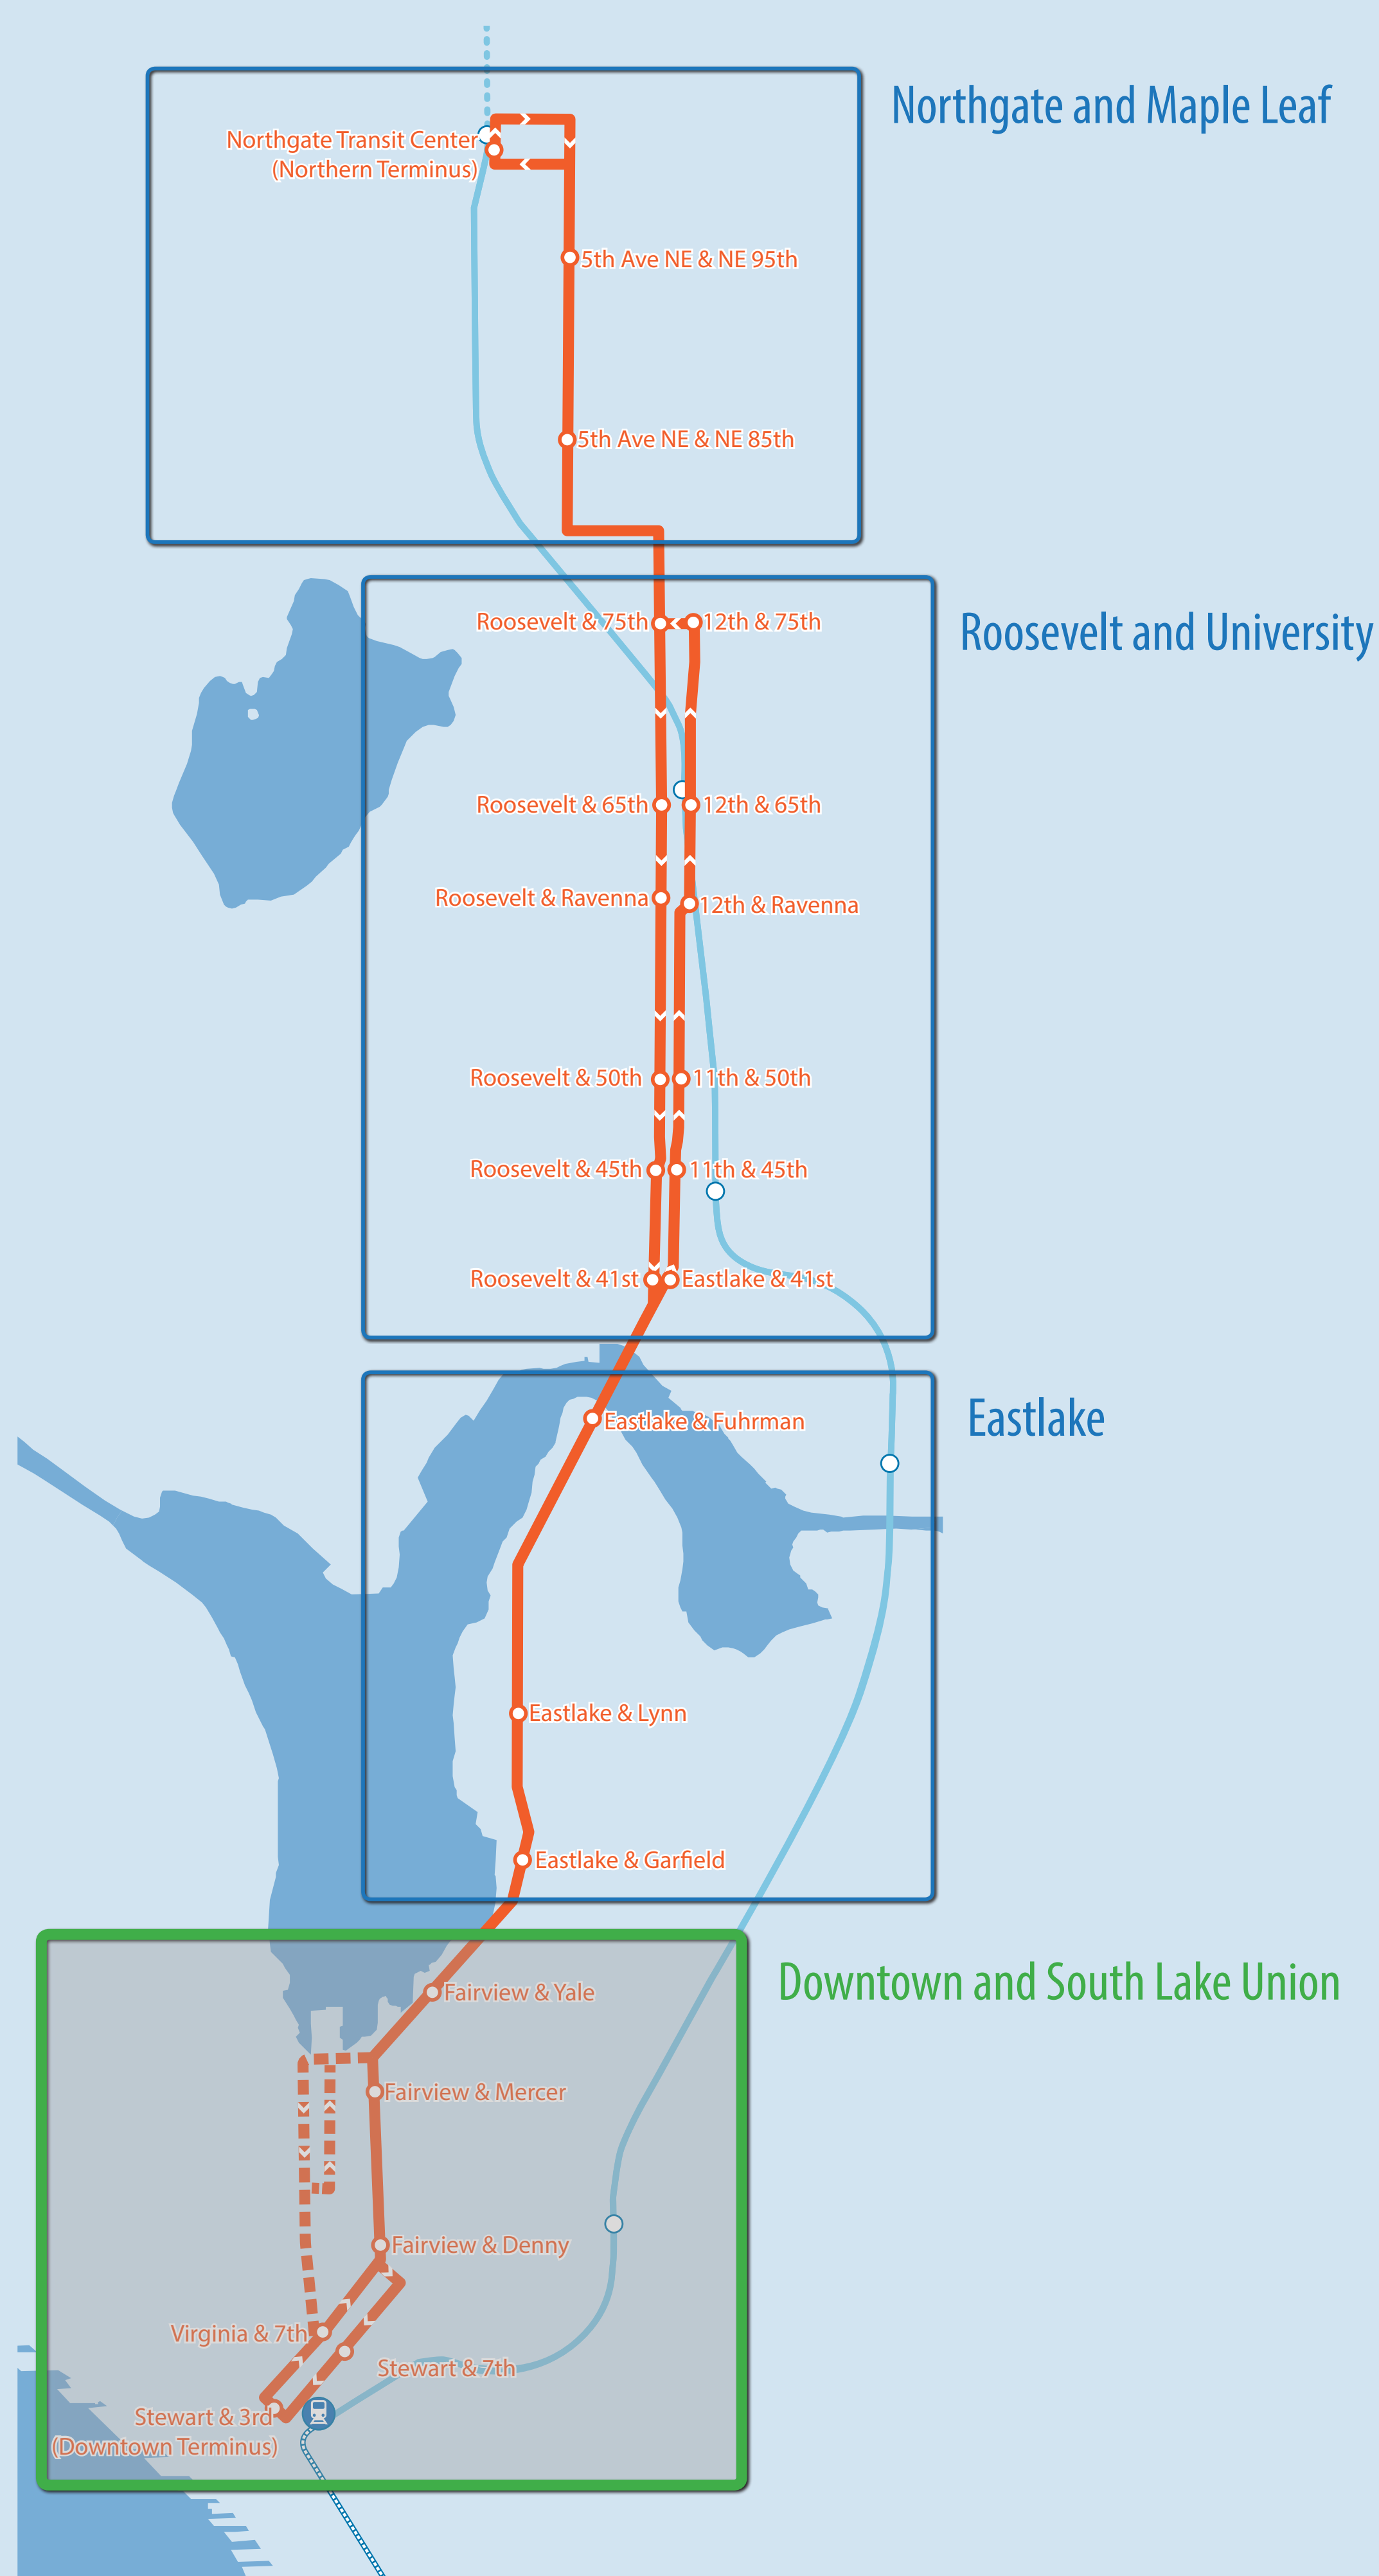 Northgate and Maple Leaf
Northgate Transit Center
(Northern Terminus)
5th Ave NE & NE 95th
5th Ave NE & NE 85th
Roosevelt and University
Roosevelt & 75th
12th & 75th
Roosevelt & 65th
12th & 65th
Roosevelt & Ravenna
12th & Ravenna
Roosevelt & 50th
11th & 50th
Roosevelt & 45th
11th & 45th
Roosevelt & 41st
Eastlake & 41st
Eastlake
Eastlake & Fuhrman
Eastlake & Lynn
Eastlake & Garfield
Downtown and South Lake Union
Fairview & Yale
Fairview & Mercer
Fairview & Denny
Virginia & 7th
Stewart & 7th
Stewart & 3rd
(Downtown Terminus)